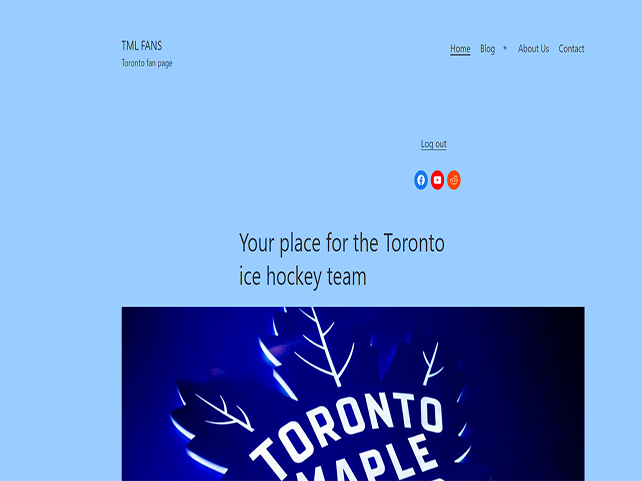 TML FANS
Toronto fan page
Home Blog + About Us Contact
Log out
Your place for the Toronto
ice hockey team
TORONTO
MAPLE